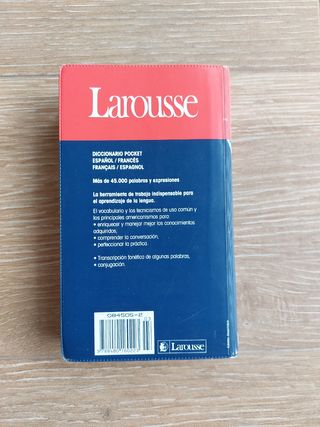 Larousse
DICCIONARIO POCKET
ESPAÑOL / FRANCÉS
FRANÇAIS / ESPAGNOL
Más de 45.000 palabras y expresiones
La herramienta de trabajo indispensable para
el aprendizaje de la lengua.
El vocabulario y los tecnicismos de uso común y
los principales americanismos para
• enriquecer y manejar mejor los conocimientos
adquiridos,
• comprender la conversación,
• perfeccionar la práctica.
• Transcripción fonética de algunas palabras,
• conjugación.
084505-2
Larousse